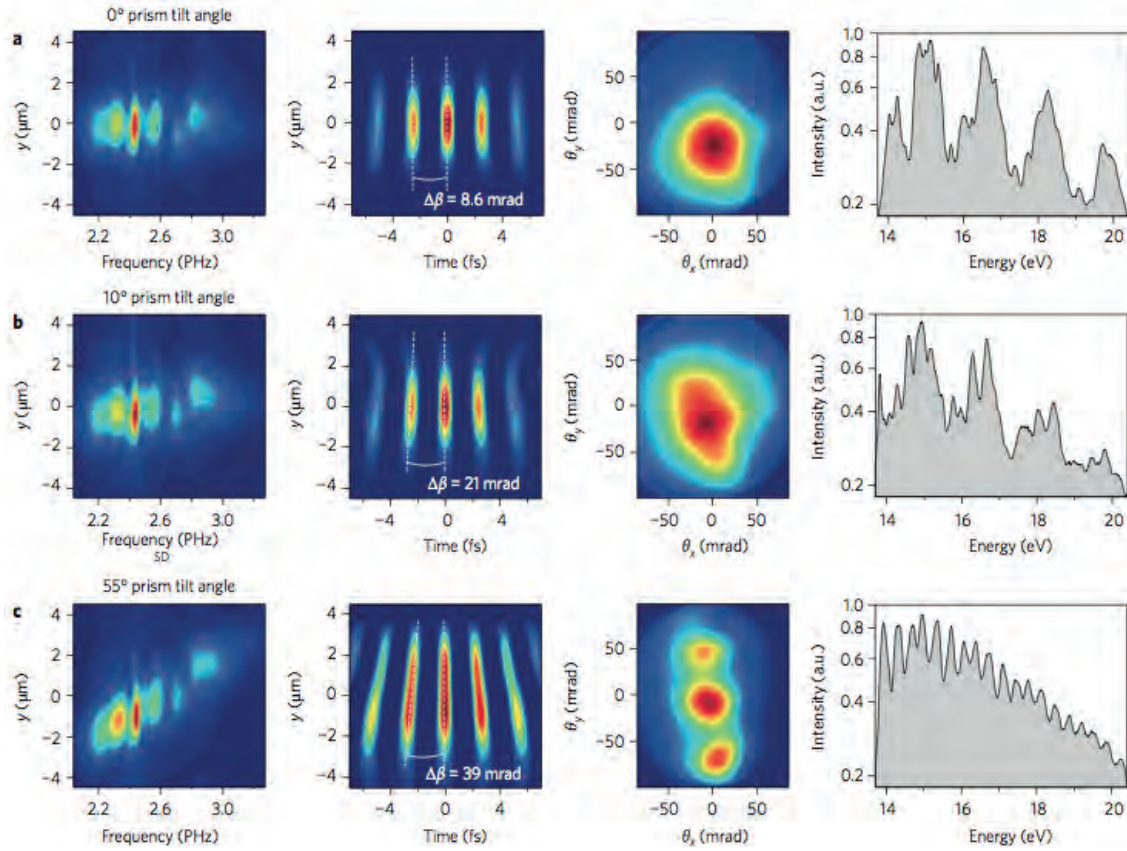 0° prism tilt angle
a
4
2
0
−2
−4
y (μm)
2.2 2.6 3.0
Frequency (PHz)
4
2
0
−2
−4
y (μm)
Δβ = 8.6 mrad
−4 0 4
Time (fs)
50
0
−50
θy (mrad)
−50 0 50
θx (mrad)
1.0
0.8
0.6
0.4
0.2
Intensity (a.u.)
14 16 18 20
Energy (eV)
10° prism tilt angle
b
4
2
0
−2
−4
y (μm)
2.2 2.6 3.0
Frequency (PHz)
SD
4
2
0
−2
−4
y (μm)
Δβ = 21 mrad
−4 0 4
Time (fs)
50
0
−50
θy (mrad)
−50 0 50
θx (mrad)
1.0
0.8
0.6
0.4
0.2
Intensity (a.u.)
14 16 18 20
Energy (eV)
55° prism tilt angle
c
4
2
0
−2
−4
y (μm)
2.2 2.6 3.0
Frequency (PHz)
4
2
0
−2
−4
y (μm)
Δβ = 39 mrad
−4 0 4
Time (fs)
50
0
−50
θy (mrad)
−50 0 50
θx (mrad)
1.0
0.8
0.6
0.4
0.2
Intensity (a.u.)
14 16 18 20
Energy (eV)